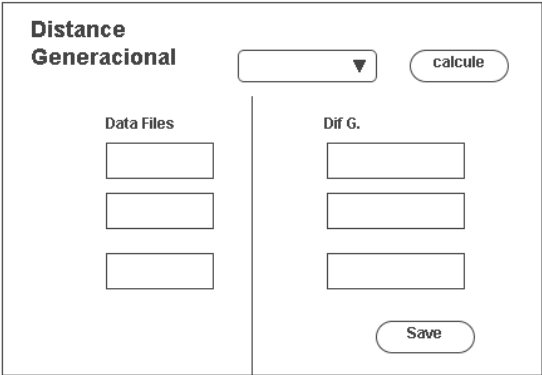 Distance
Generacional
calcule
Data Files
Dif G.
Save